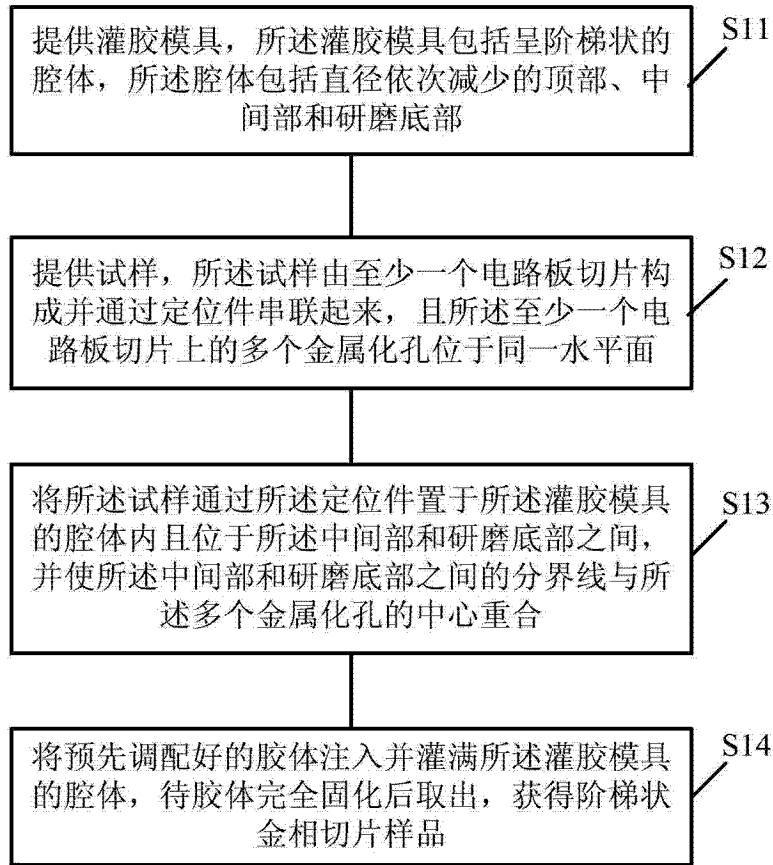 提供灌胶模具，所述灌胶模具包括呈阶梯状的
腔体，所述腔体包括直径依次减少的顶部、中
间部和研磨底部
S11
提供试样，所述试样由至少一个电路板切片构
成并通过定位件串联起来，且所述至少一个电
路板切片上的多个金属化孔位于同一水平面
S12
将所述试样通过所述定位件置于所述灌胶模具
的腔体内且位于所述中间部和研磨底部之间，
并使所述中间部和研磨底部之间的分界线与所
述多个金属化孔的中心重合
S13
将预先调配好的胶体注入并灌满所述灌胶模具
的腔体，待胶体完全固化后取出，获得阶梯状
金相切片样品
S14